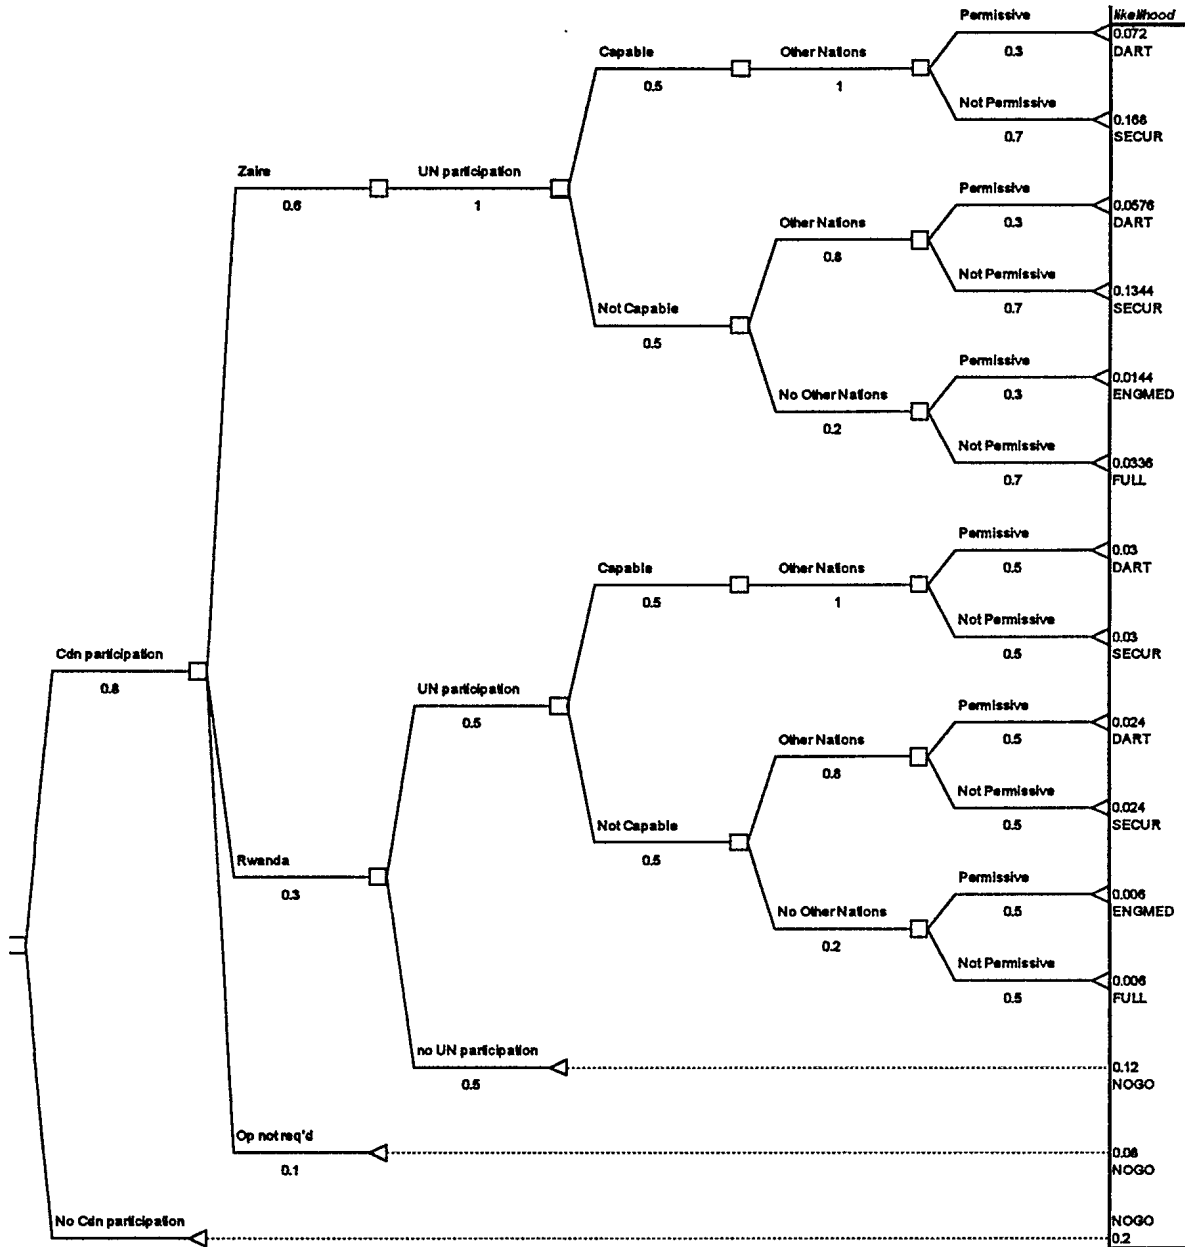 likelihood
Permissive
0.3
0.072
DART
Capable
0.5
Other Nations
1
Not Permissive
0.7
0.168
SECUR
Zaire
0.6
UN participation
1
Permissive
0.3
0.0576
DART
Other Nations
0.8
Not Permissive
0.7
0.1344
SECUR
Not Capable
0.5
Permissive
0.3
0.0144
ENGMED
No Other Nations
0.2
Not Permissive
0.7
0.0336
FULL
Permissive
0.5
0.03
DART
Capable
0.5
Other Nations
1
Not Permissive
0.5
0.03
SECUR
Cdn participation
0.8
UN participation
0.5
Permissive
0.5
0.024
DART
Other Nations
0.8
Not Permissive
0.5
0.024
SECUR
Not Capable
0.5
Rwanda
0.3
Permissive
0.5
0.006
ENGMED
No Other Nations
0.2
Not Permissive
0.5
0.006
FULL
no UN participation
0.5
0.12
NOGO
Op not req'd
0.1
0.08
NOGO
No Cdn participation
NOGO
0.2